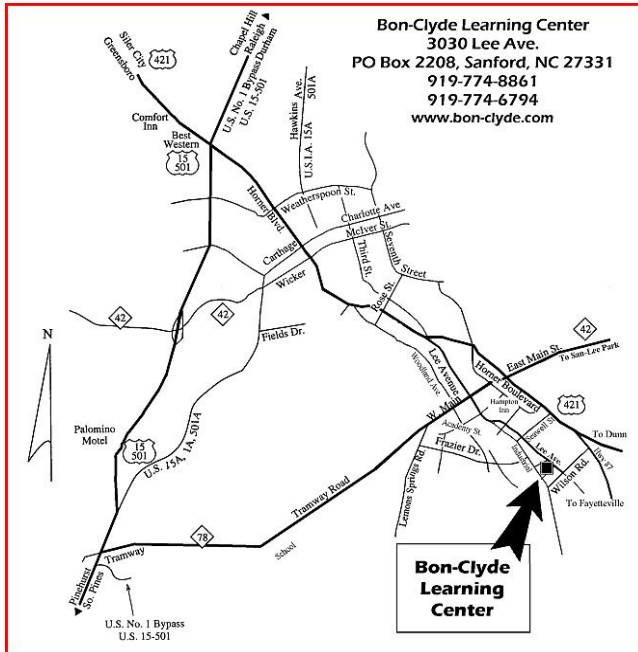 Bon-Clyde Learning Center
3030 Lee Ave.
PO Box 2208, Sanford, NC 27331
919-774-8861
919-774-6794
www.bon-clyde.com
Siler City
Greensboro
421
Chapel Hill
Raleigh
Durham
U.S. No. 1 Bypass
U.S. 15-501
Comfort
Inn
Best
Western
15
501
Hawkins Ave.
U.S.I.A. 15A
501A
Horner Blvd.
Weatherspoon St.
Charlotte Ave
McIver St.
Carthage
Wicker
Third St.
Seventh
Street
Rose St.
42
42
Fields Dr.
N
42
East Main St.
To San-Lee Park
Lee Avenue
Woodland Ave.
W. Main
Horner Boulevard
Hampton
Inn
421
Academy St.
Seawell St.
To Dunn
Frazier Dr.
Industrial
Lee Ave.
Wilson Rd.
Hwy 87
To Fayetteville
Palomino
Motel
15
501
U.S. 15A, 1A, 501A
Lemons Springs Rd.
Tramway Road
78
School
Tramway
Pinehurst
So. Pines
U.S. No. 1 Bypass
U.S. 15-501
Bon-Clyde
Learning
Center